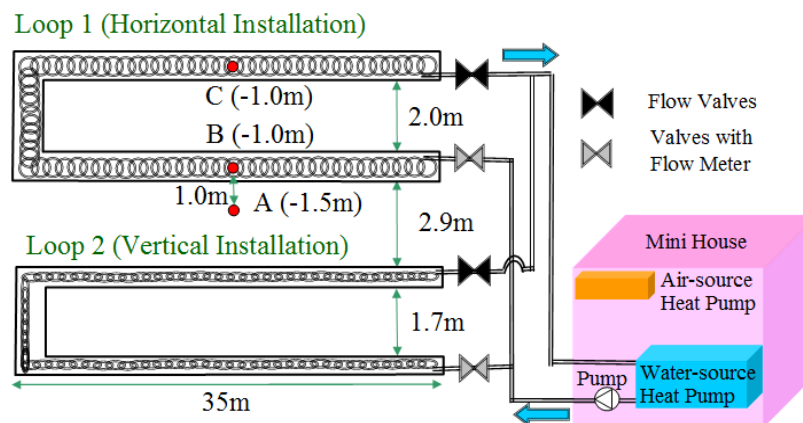 Loop 1 (Horizontal Installation)
C (-1.0m)
B (-1.0m)
2.0m
1.0m
A (-1.5m)
2.9m
Loop 2 (Vertical Installation)
1.7m
35m
Flow Valves
Valves with
Flow Meter
Mini House
Air-source
Heat Pump
Pump
Water-source
Heat Pump